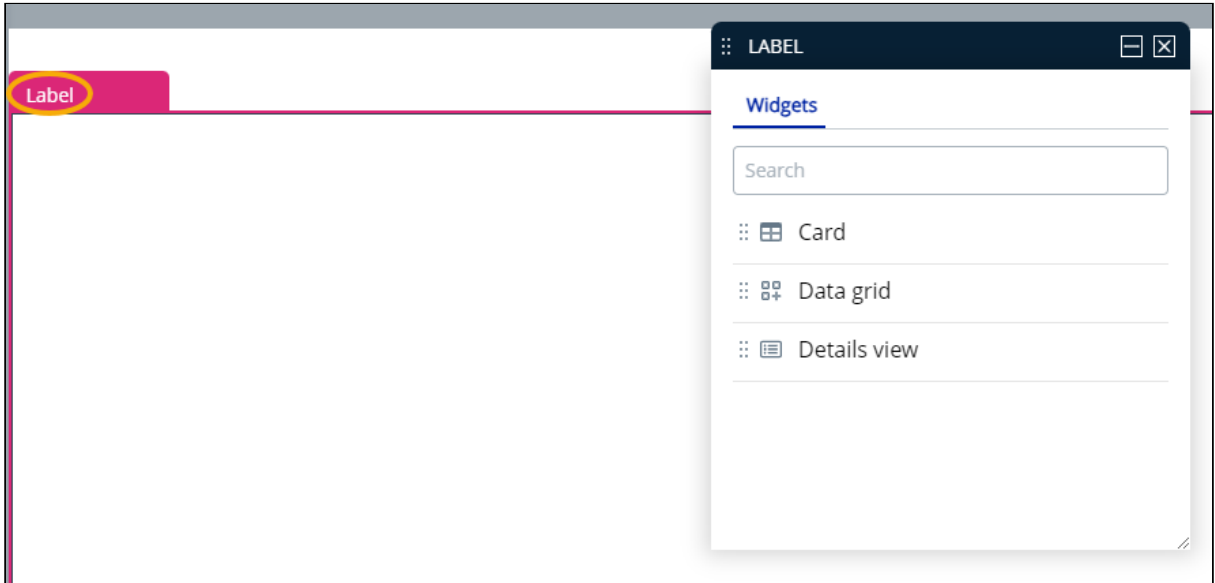 LABEL
Label
Widgets
Search
Card
Data grid
Details view